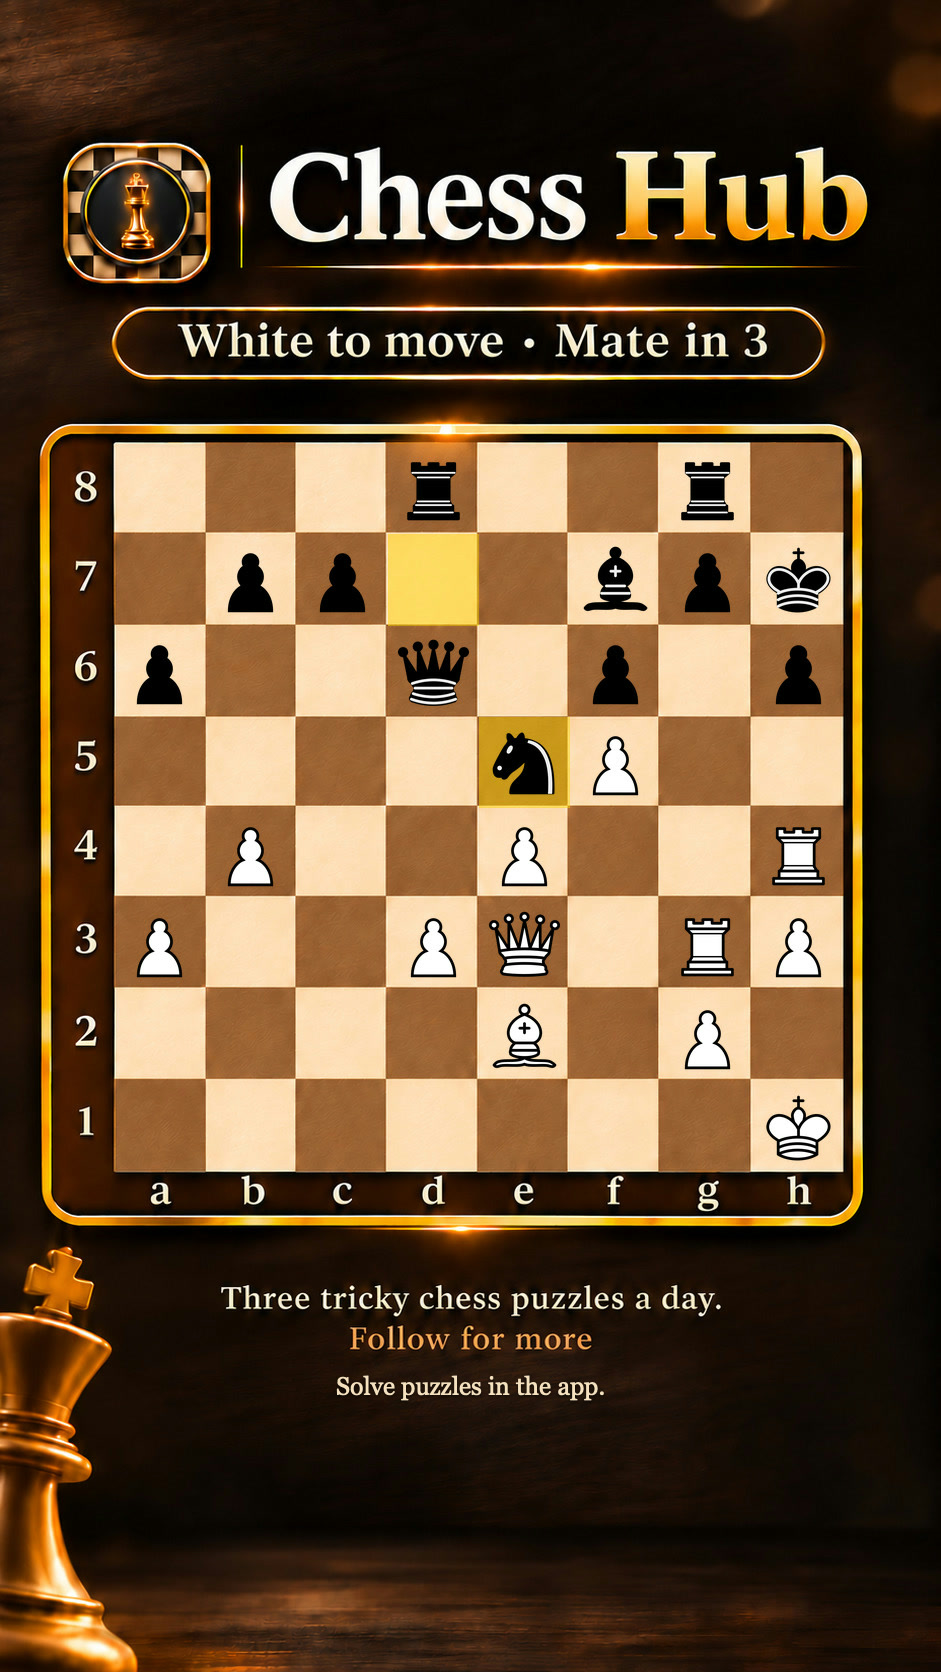 Chess Hub
White to move • Mate in 3
8
7
6
5
4
3
2
1
a b c d e f g h
Three tricky chess puzzles a day.
Follow for more
Solve puzzles in the app.